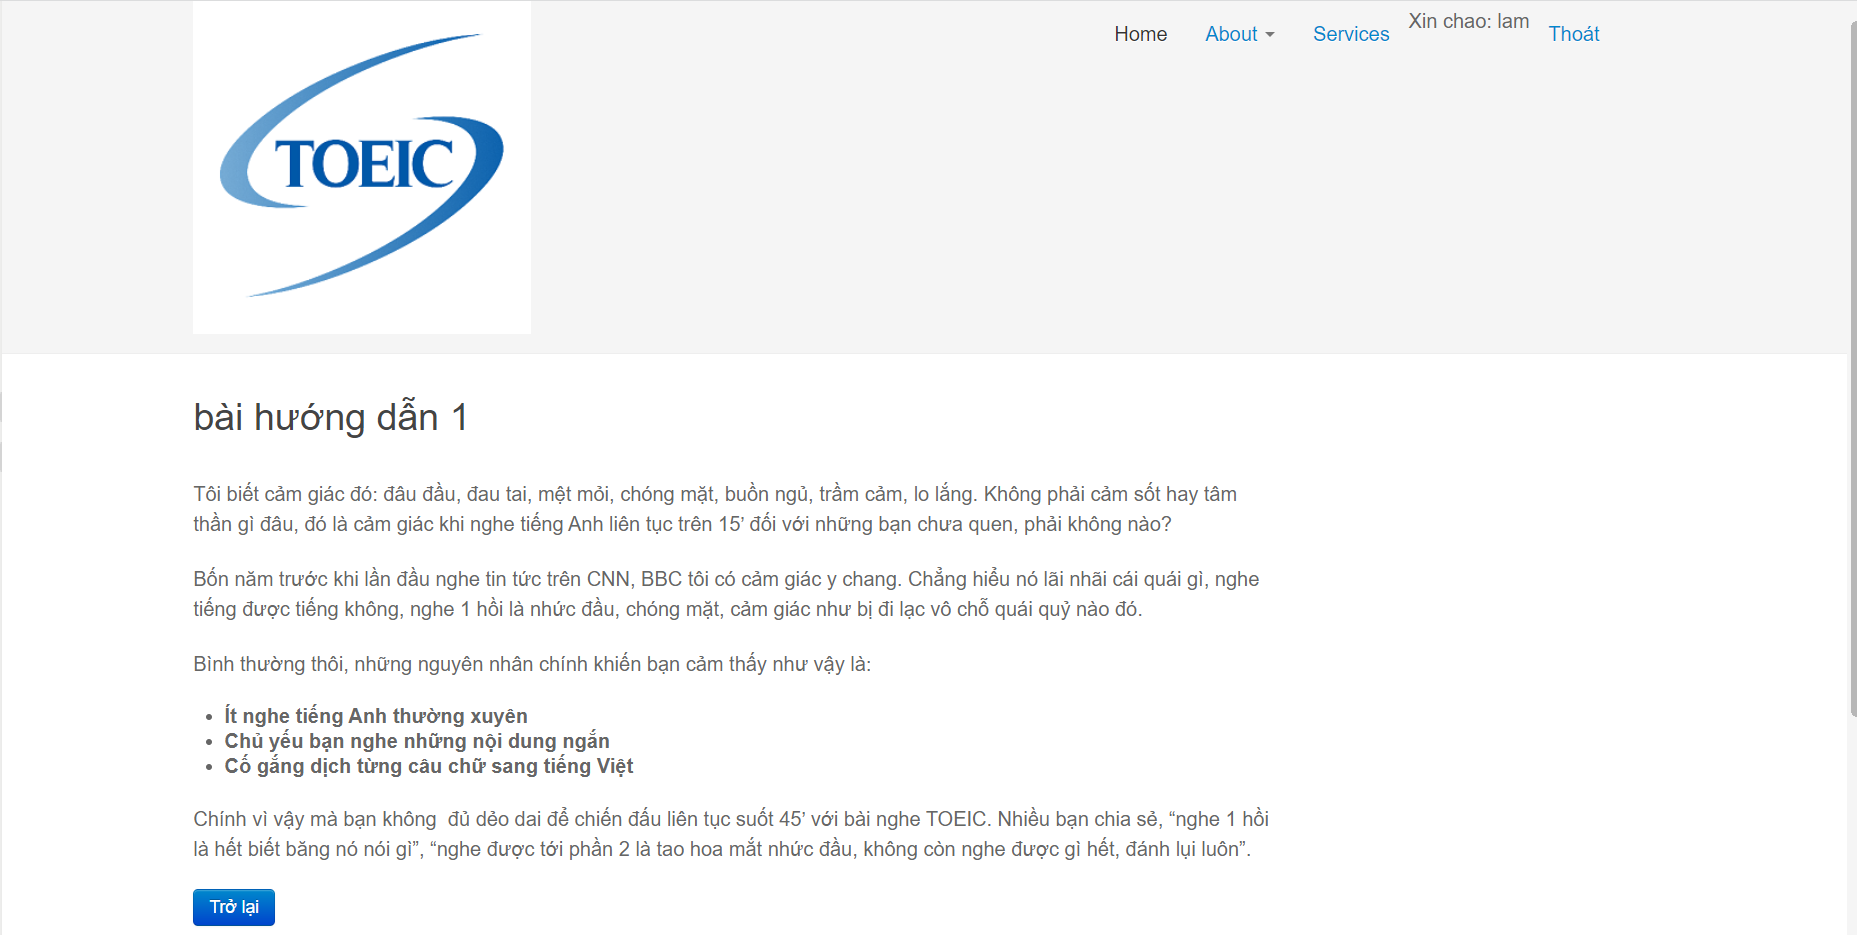 TOEIC
Home About Services Xin chao: lam Thoát
bài hướng dẫn 1
Tôi biết cảm giác đó: đâu đầu, đau tai, mệt mỏi, chóng mặt, buồn ngủ, trầm cảm, lo lắng. Không phải cảm sốt hay tâm
thần gì đâu, đó là cảm giác khi nghe tiếng Anh liên tục trên 15’ đối với những bạn chưa quen, phải không nào?
Bốn năm trước khi lần đầu nghe tin tức trên CNN, BBC tôi có cảm giác y chang. Chẳng hiểu nó lãi nhãi cái quái gì, nghe
tiếng được tiếng không, nghe 1 hồi là nhức đầu, chóng mặt, cảm giác như bị đi lạc vô chỗ quái quỷ nào đó.
Bình thường thôi, những nguyên nhân chính khiến bạn cảm thấy như vậy là:
• Ít nghe tiếng Anh thường xuyên
• Chủ yếu bạn nghe những nội dung ngắn
• Cố gắng dịch từng câu chữ sang tiếng Việt
Chính vì vậy mà bạn không  đủ dẻo dai để chiến đấu liên tục suốt 45’ với bài nghe TOEIC. Nhiều bạn chia sẻ, “nghe 1 hồi
là hết biết băng nó nói gì”, “nghe được tới phần 2 là tao hoa mắt nhức đầu, không còn nghe được gì hết, đánh lụi luôn”.
Trở lại